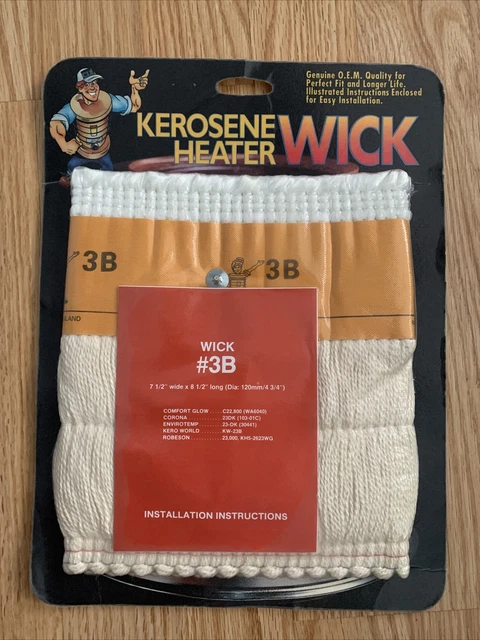 Genuine O.E.M. Quality for
Perfect Fit and Longer Life.
Illustrated Instructions Enclosed
for Easy Installation.
KEROSENE
HEATER WICK
3B
3B
LAND
WICK
#3B
7 1/2" wide x 8 1/2" long (Dia: 120mm/4 3/4")
COMFORT GLOW . . . . . C22,800 (WA6040)
CORONA . . . . . . . . . . . . 23DK (103-01C)
ENVIROTEMP . . . . . . . . 23-DK (30441)
KERO WORLD . . . . . . . . KW-23B
ROBESON . . . . . . . . . . . 23,000, KHS-2623WG
INSTALLATION INSTRUCTIONS